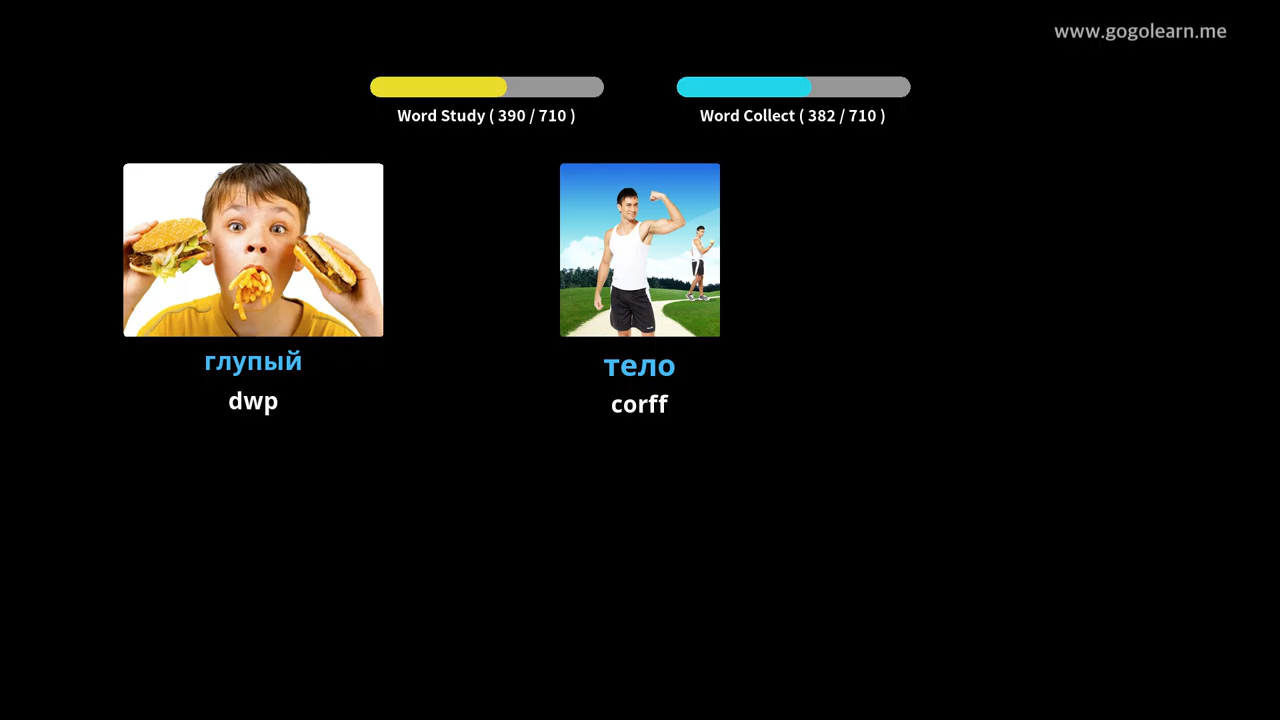 www.gogolearn.me
Word Study ( 390 / 710 )
Word Collect ( 382 / 710 )
глупый
dwp
тело
corff